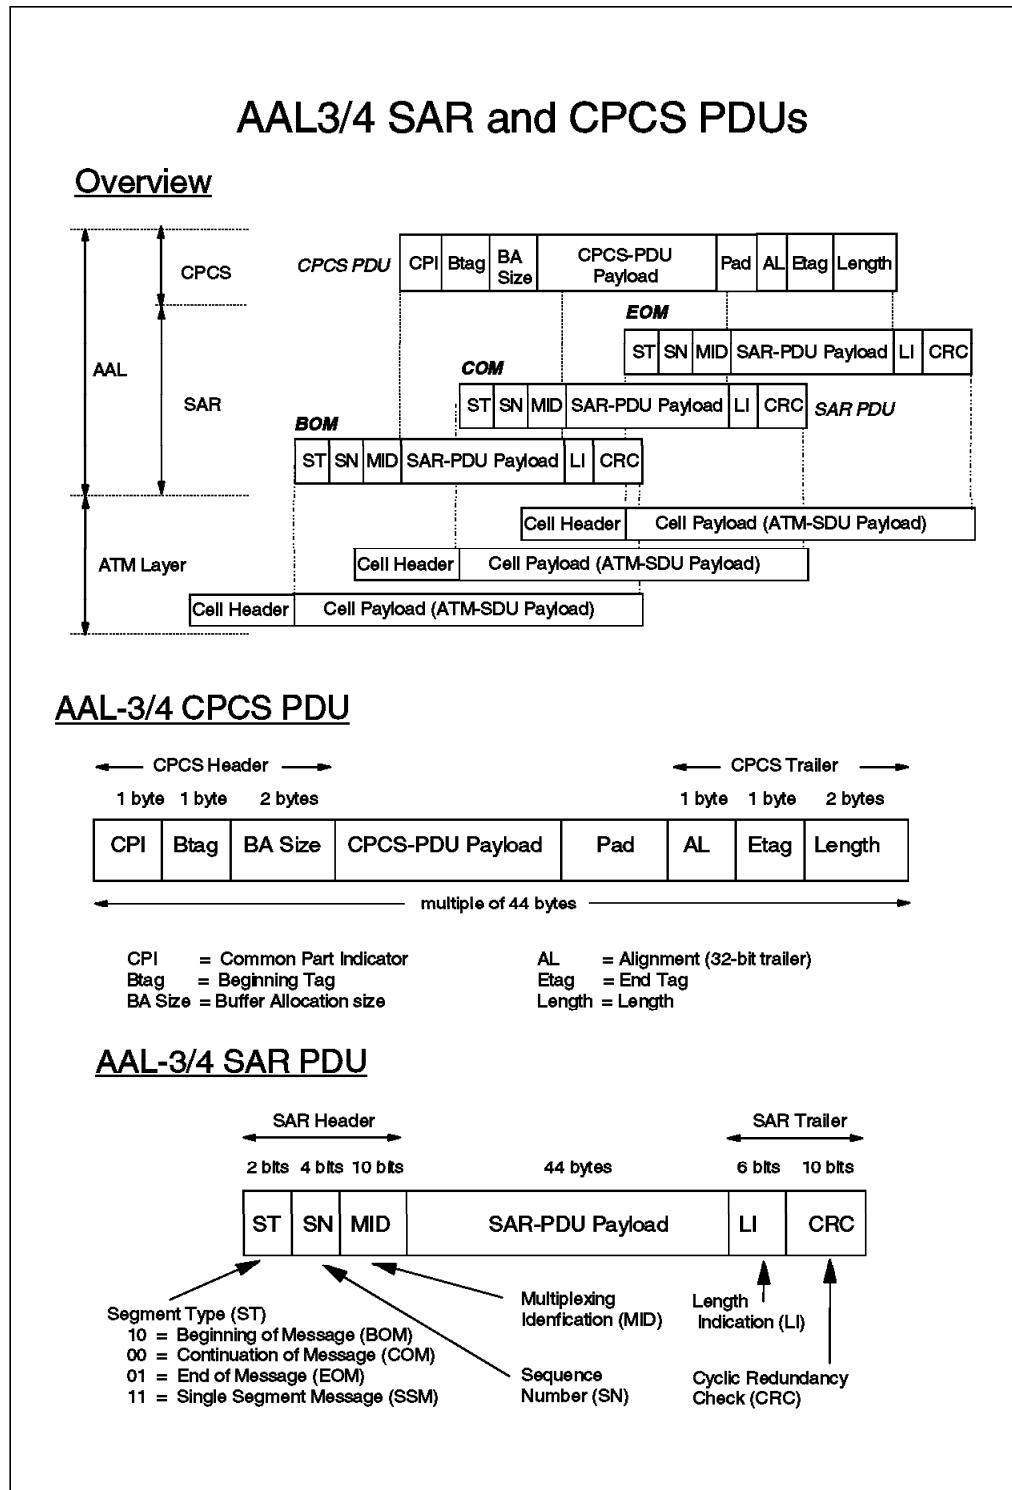 AAL3/4 SAR and CPCS PDUs
Overview
CPCS
CPCS PDU
CPI Btag BA Size CPCS-PDU Payload Pad AL Etag Length
EOM
ST SN MID SAR-PDU Payload LI CRC
AAL
COM
SAR
ST SN MID SAR-PDU Payload LI CRC SAR PDU
BOM
ST SN MID SAR-PDU Payload LI CRC
Cell Header Cell Payload (ATM-SDU Payload)
ATM Layer
Cell Header Cell Payload (ATM-SDU Payload)
Cell Header Cell Payload (ATM-SDU Payload)
AAL-3/4 CPCS PDU
CPCS Header CPCS Trailer
1 byte 1 byte 2 bytes 1 byte 1 byte 2 bytes
CPI Btag BA Size CPCS-PDU Payload Pad AL Etag Length
multiple of 44 bytes
CPI = Common Part Indicator AL = Alignment (32-bit trailer)
Btag = Beginning Tag Etag = End Tag
BA Size = Buffer Allocation size Length = Length
AAL-3/4 SAR PDU
SAR Header SAR Trailer
2 bits 4 bits 10 bits 44 bytes 6 bits 10 bits
ST SN MID SAR-PDU Payload LI CRC
Segment Type (ST)
10 = Beginning of Message (BOM)
00 = Continuation of Message (COM)
01 = End of Message (EOM)
11 = Single Segment Message (SSM)
Multiplexing
Idenfication (MID)
Sequence
Number (SN)
Length
Indication (LI)
Cyclic Redundancy
Check (CRC)